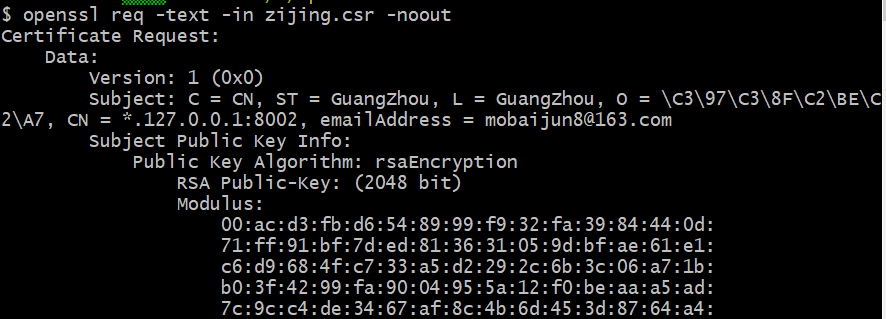 $ openssl req -text -in zijing.csr -noout
Certificate Request:
    Data:
        Version: 1 (0x0)
        Subject: C = CN, ST = GuangZhou, L = GuangZhou, O = \C3\97\C3\8F\C2\BE\C
2\A7, CN = *.127.0.0.1:8002, emailAddress = mobaijun8@163.com
        Subject Public Key Info:
            Public Key Algorithm: rsaEncryption
                RSA Public-Key: (2048 bit)
                Modulus:
                    00:ac:d3:fb:d6:54:89:99:f9:32:fa:39:84:44:0d:
                    71:ff:91:bf:7d:ed:81:36:31:05:9d:bf:ae:61:e1:
                    c6:d9:68:4f:c7:33:a5:d2:29:2c:6b:3c:06:a7:1b:
                    b0:3f:42:99:fa:90:04:95:5a:12:f0:be:aa:a5:ad:
                    7c:9c:c4:de:34:67:af:8c:4b:6d:45:3d:87:64:a4: